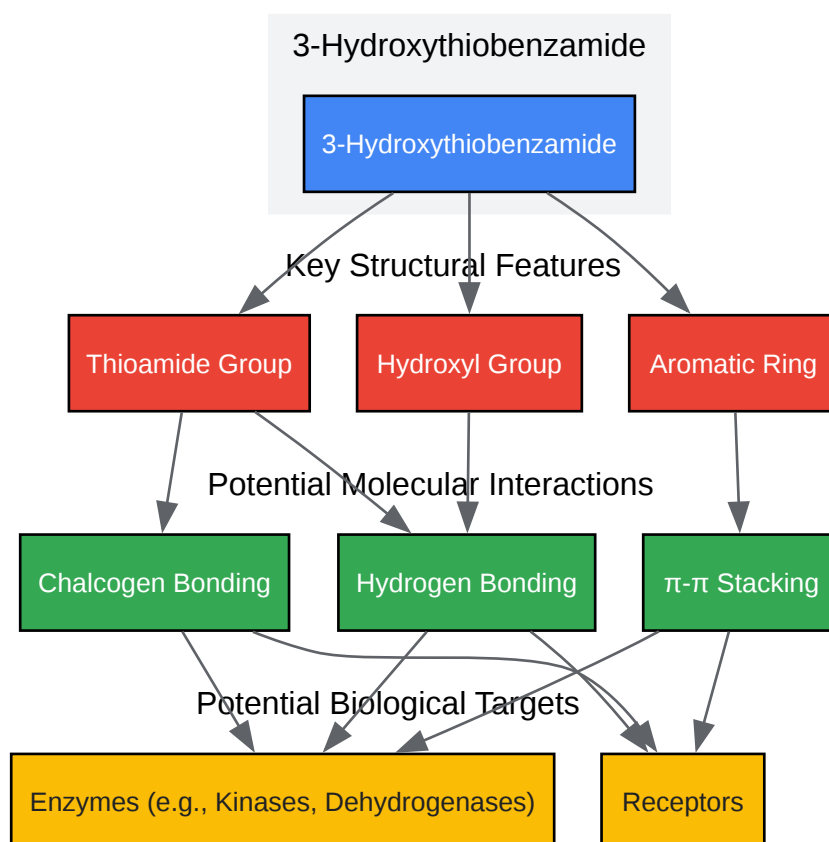 3-Hydroxythiobenzamide
3-Hydroxythiobenzamide
Key Structural Features
Thioamide Group
Hydroxyl Group
Aromatic Ring
Potential Molecular Interactions
Chalcogen Bonding
Hydrogen Bonding
π-π Stacking
Potential Biological Targets
Enzymes (e.g., Kinases, Dehydrogenases)
Receptors